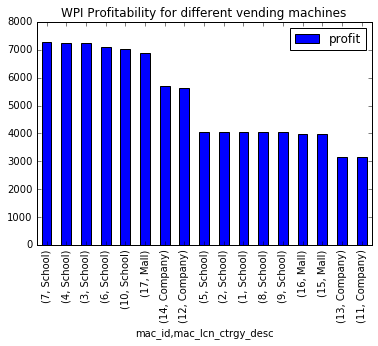 WPI Profitability for different vending machines
profit
8000
7000
6000
5000
4000
3000
2000
1000
0
(7, School)
(4, School)
(3, School)
(6, School)
(10, School)
(17, Mall)
(14, Company)
(12, Company)
(5, School)
(2, School)
(1, School)
(8, School)
(9, School)
(16, Mall)
(15, Mall)
(13, Company)
(11, Company)
mac_id,mac_lcn_ctrgy_desc